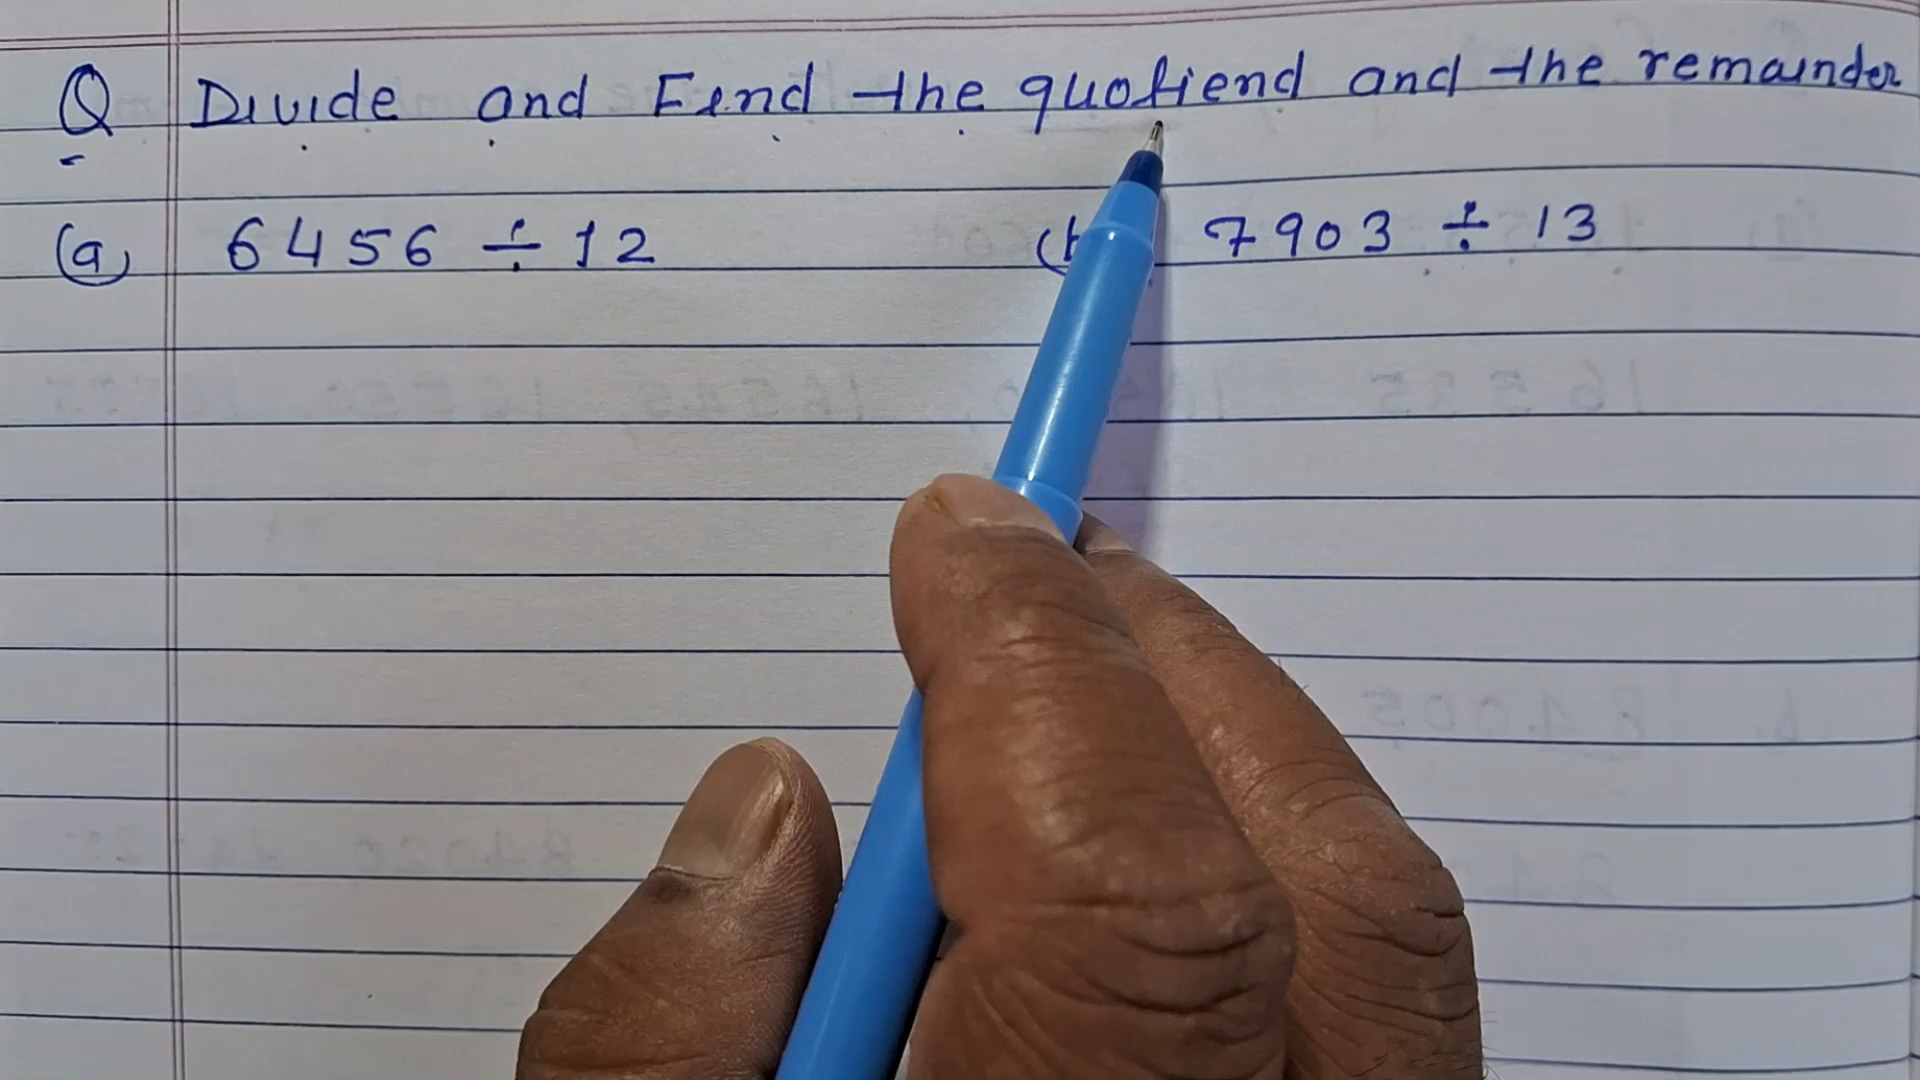 Q Divide and Find the quotiend and the remainder
(a) 6456 ÷ 12 (b 7903 ÷ 13